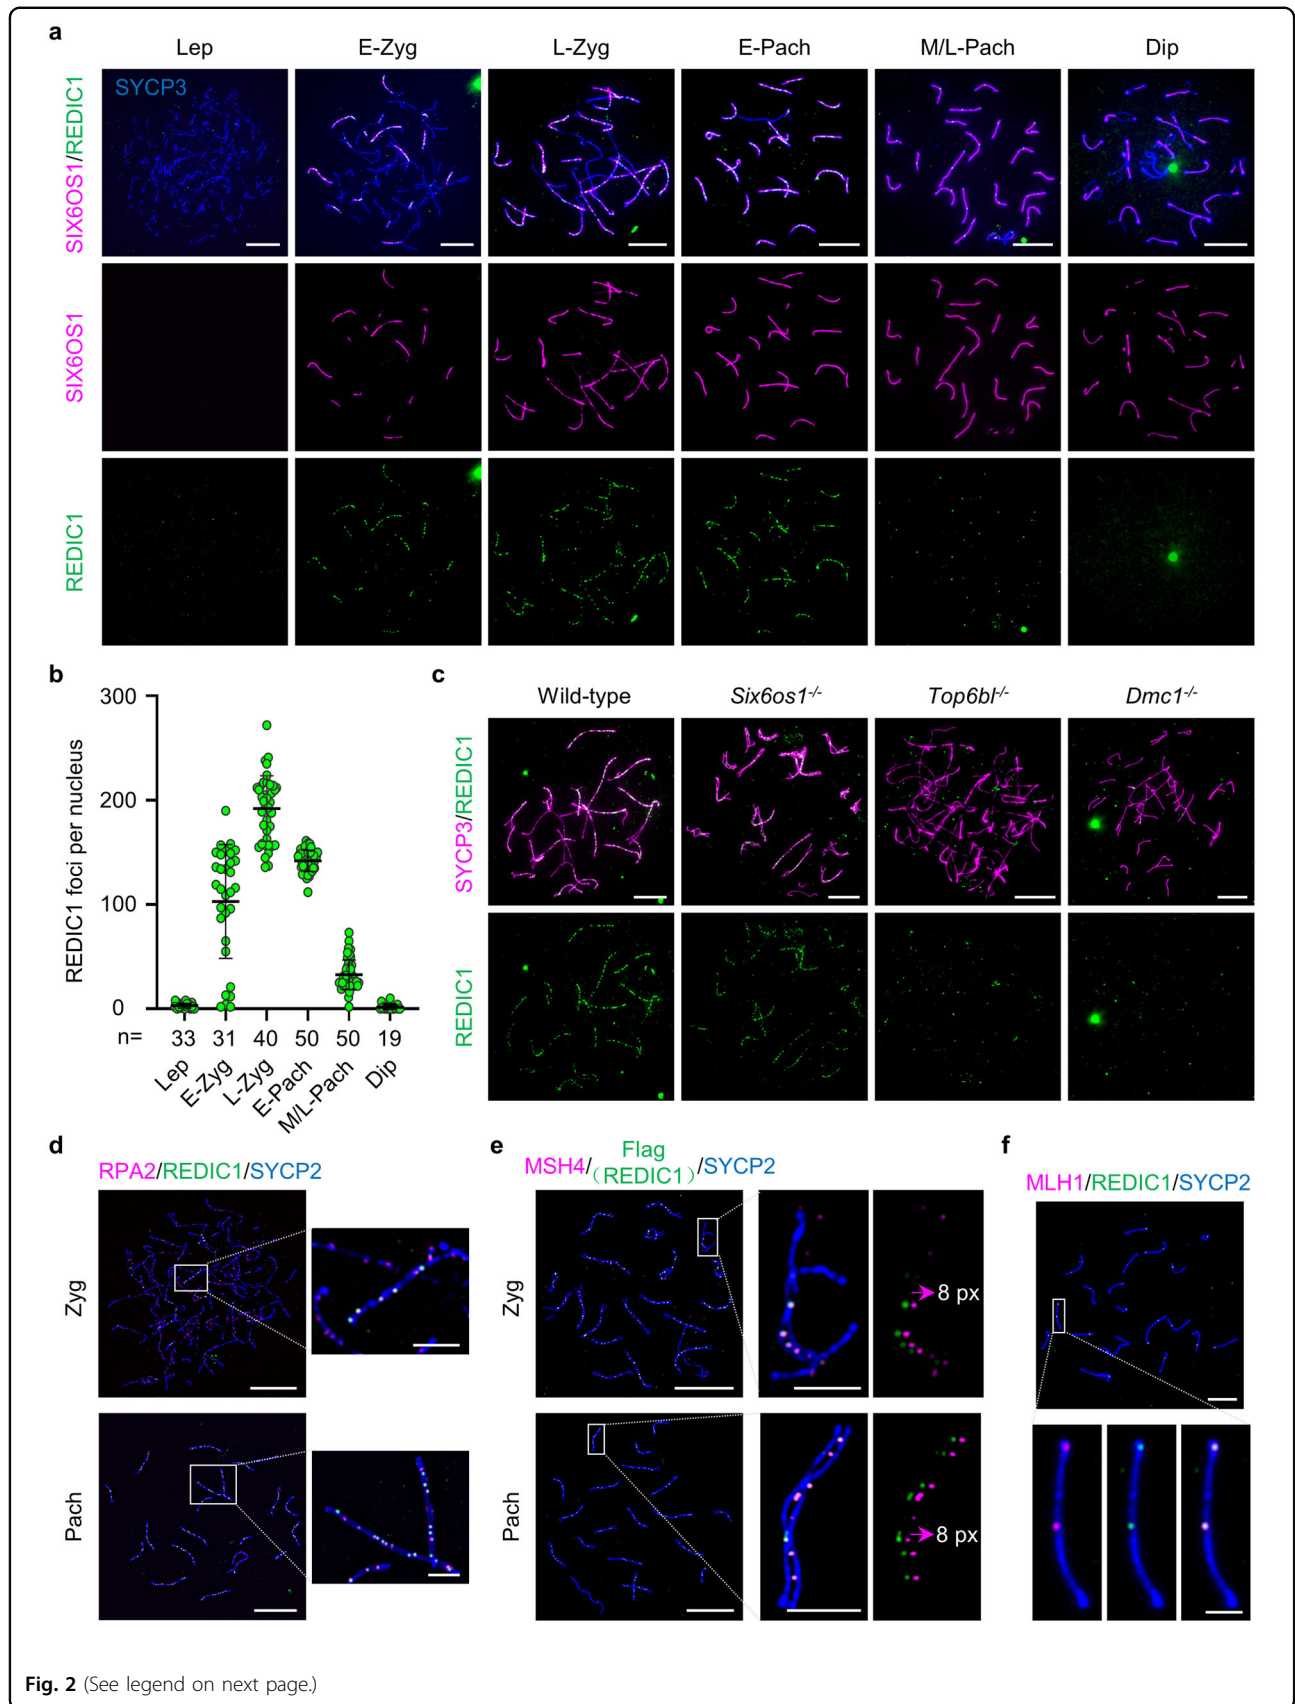 a
Lep E-Zyg L-Zyg E-Pach M/L-Pach Dip
SIX6OS1/REDIC1
SYCP3
SIX6OS1
REDIC1
b
REDIC1 foci per nucleus
300
200
100
0
n= 33 31 40 50 50 19
Lep E-Zyg L-Zyg E-Pach M/L-Pach Dip
c
Wild-type Six6os1-/- Top6bl-/- Dmc1-/-
SYCP3/REDIC1
REDIC1
d
RPA2/REDIC1/SYCP2
Zyg
Pach
e
MSH4/Flag(REDIC1)/SYCP2
Zyg
8 px
Pach
8 px
f
MLH1/REDIC1/SYCP2
Fig. 2 (See legend on next page.)